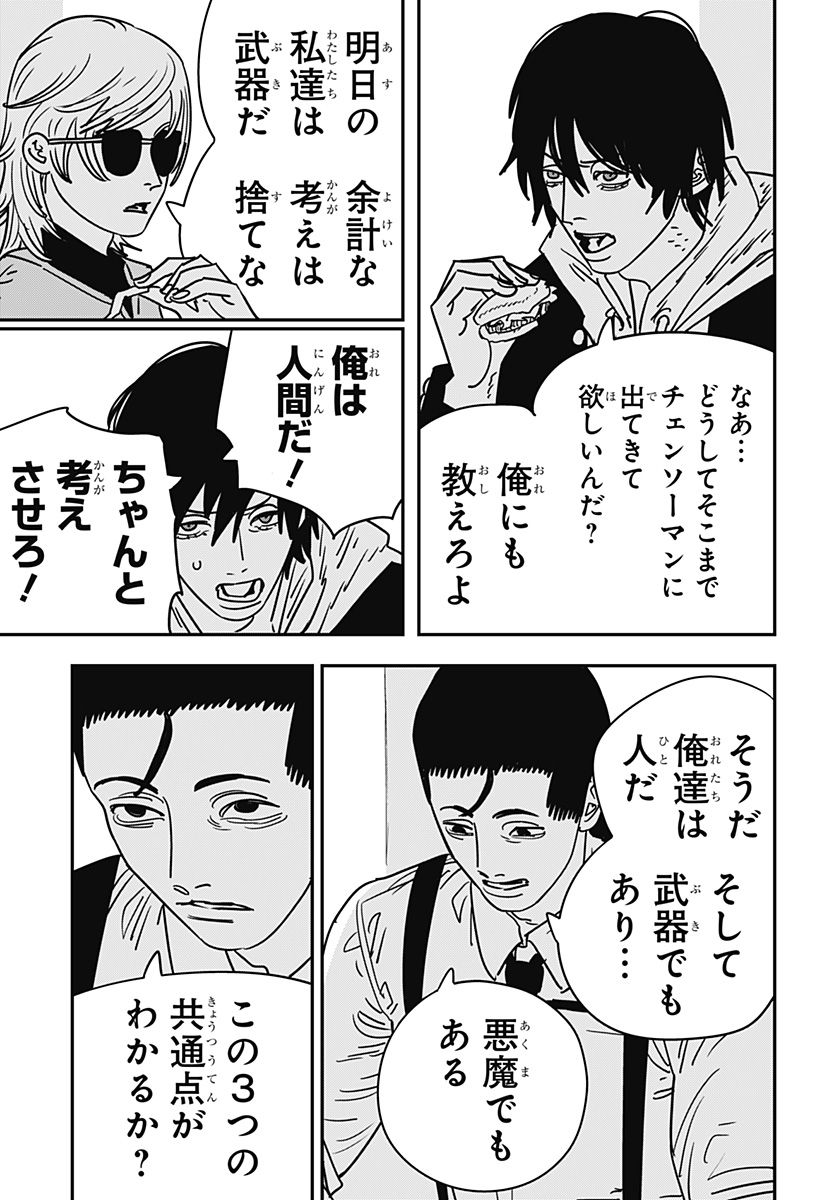 なあ…
どうしてそこまで
チェンソーマンに
出てきて
欲しいんだ？
俺にも
教えろよ
明日の
私達は
武器だ
余計な
考えは
捨てな
俺は
人間だ！
ちゃんと
考え
させろ！
そうだ
俺達は
人だ
そして
武器でも
あり…
悪魔でも
ある
この３つの
共通点が
わかるか？